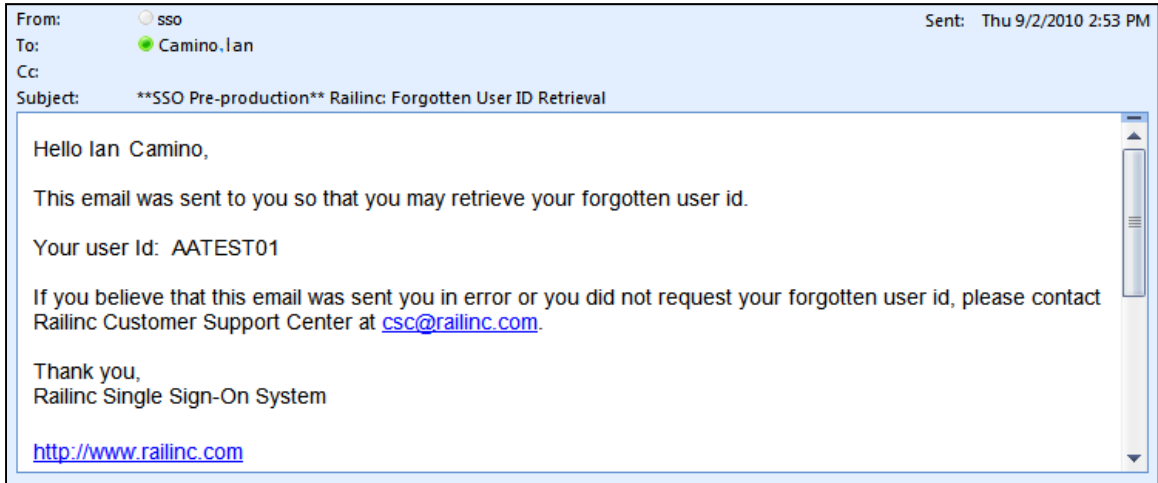 From: sso Sent: Thu 9/2/2010 2:53 PM
To: Camino, Ian
Cc:
Subject: **SSO Pre-production** Railinc: Forgotten User ID Retrieval
Hello Ian Camino,
This email was sent to you so that you may retrieve your forgotten user id.
Your user Id: AATEST01
If you believe that this email was sent you in error or you did not request your forgotten user id, please contact
Railinc Customer Support Center at csc@railinc.com.
Thank you,
Railinc Single Sign-On System
http://www.railinc.com